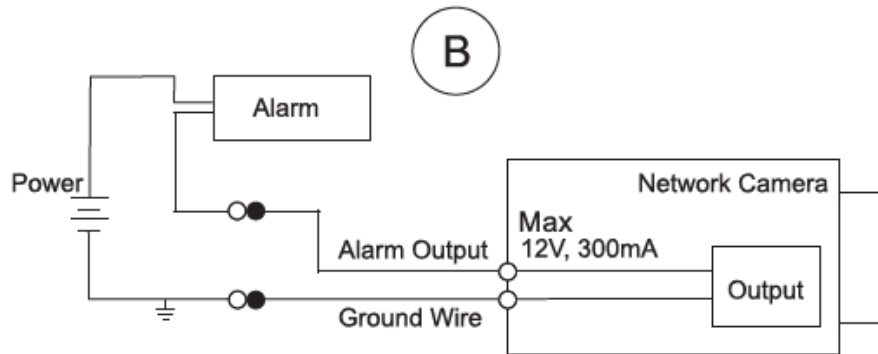 B
Alarm
Power
Network Camera
Max
12V, 300mA
Alarm Output
Output
Ground Wire